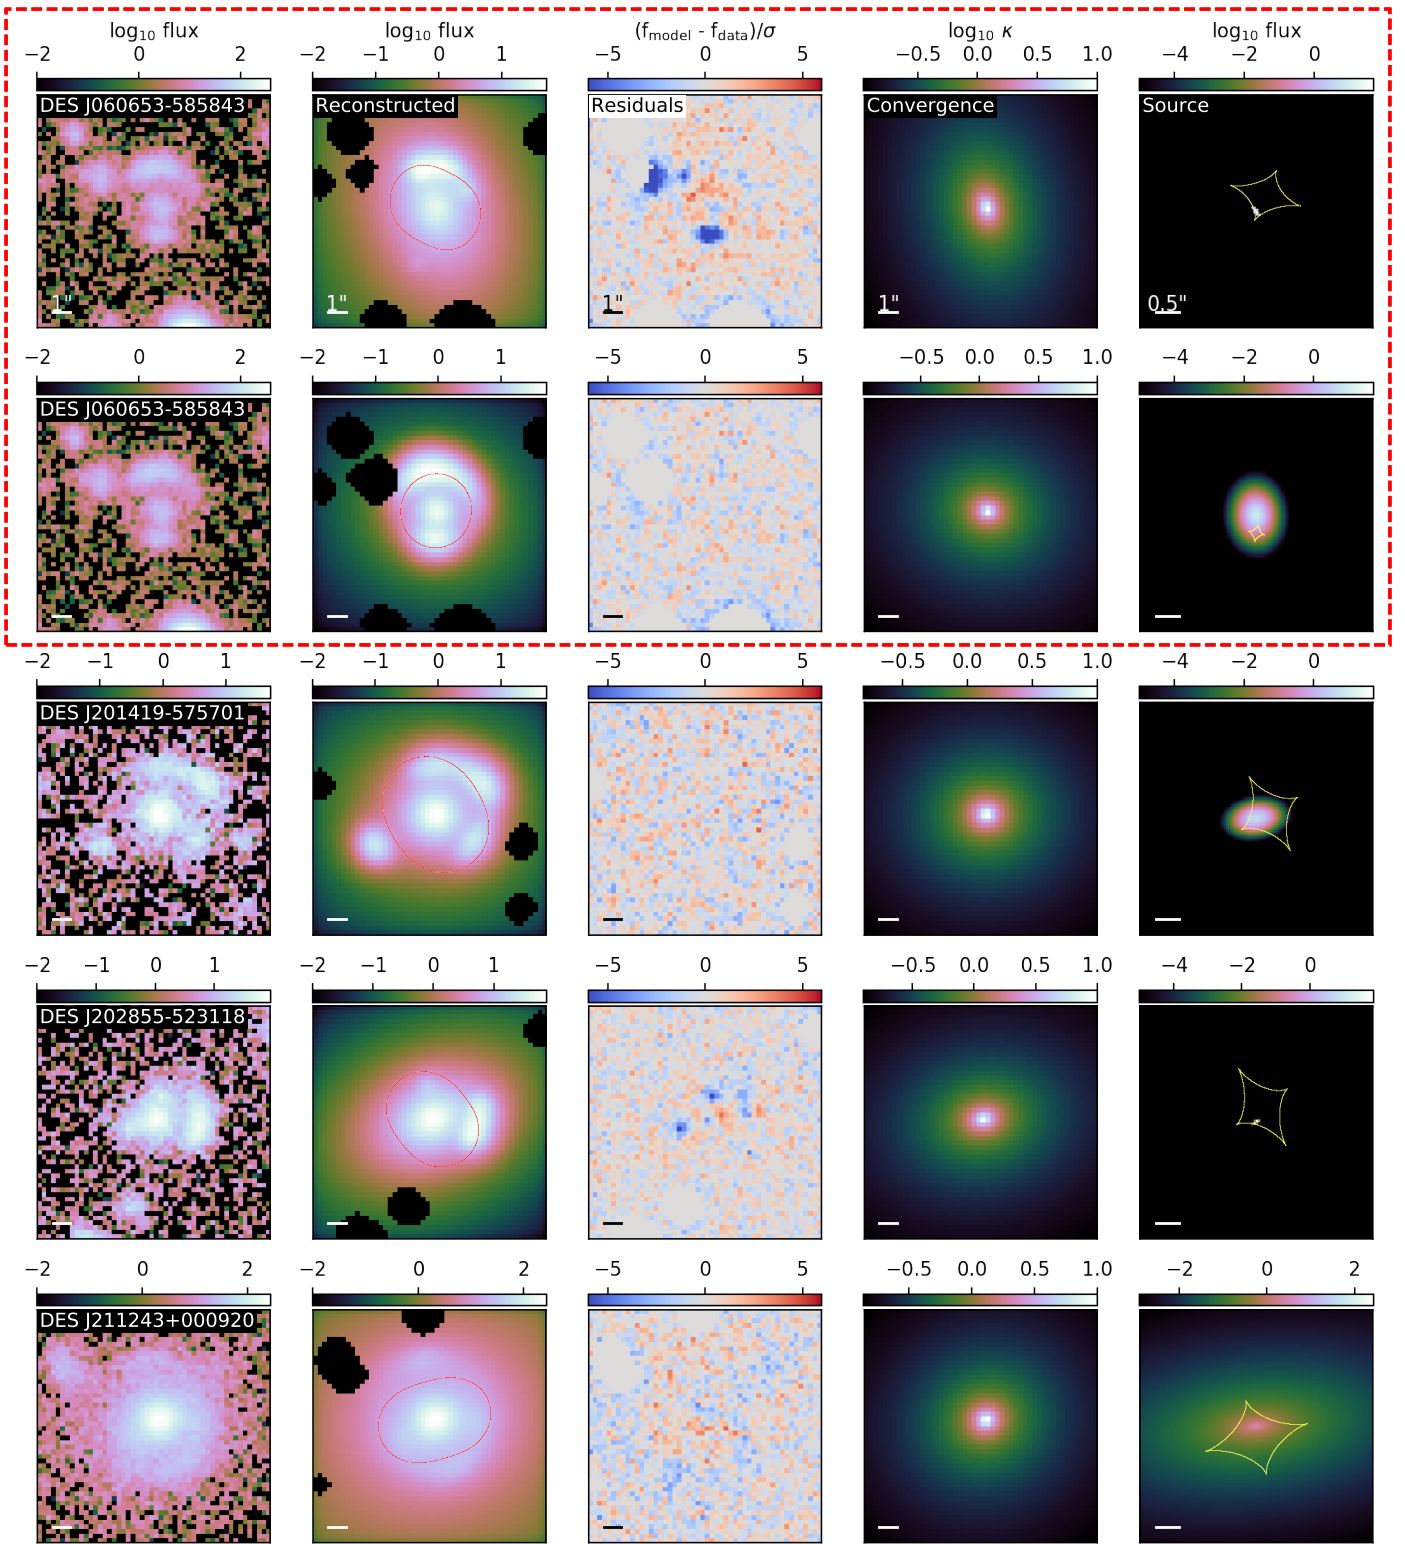 log10 flux log10 flux (fmodel - fdata)/σ log10 κ log10 flux
−2 0 2 −2 −1 0 1 −5 0 5 −0.5 0.0 0.5 1.0 −4 −2 0
DES J060653-585843 Reconstructed Residuals Convergence Source
1" 1" 1" 1" 0.5"
−2 0 2 −2 −1 0 1 −5 0 5 −0.5 0.0 0.5 1.0 −4 −2 0
DES J060653-585843
−2 −1 0 1 −2 −1 0 1 −5 0 5 −0.5 0.0 0.5 1.0 −4 −2 0
DES J201419-575701
−2 −1 0 1 −2 −1 0 1 −5 0 5 −0.5 0.0 0.5 1.0 −4 −2 0
DES J202855-523118
−2 0 2 −2 0 2 −5 0 5 −0.5 0.0 0.5 1.0 −2 0 2
DES J211243+000920